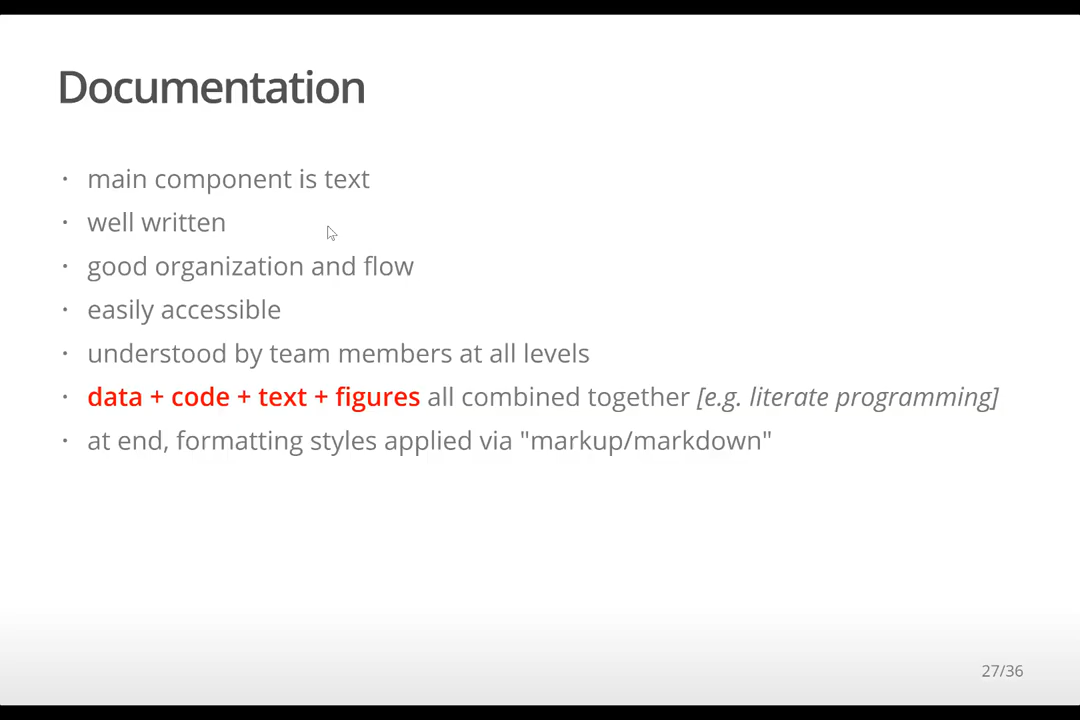 Documentation
· main component is text
· well written
· good organization and flow
· easily accessible
· understood by team members at all levels
· data + code + text + figures all combined together [e.g. literate programming]
· at end, formatting styles applied via "markup/markdown"
27/36